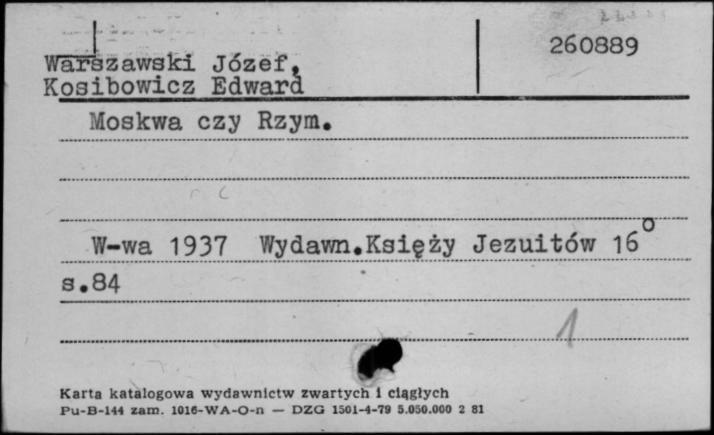 260889
Warszawski Józef,
Kosibowicz Edward
Moskwa czy Rzym.
W-wa 1937 Wydawn.Księży Jezuitów 16°
s.84
1
Karta katalogowa wydawnictw zwartych i ciągłych
Pu-B-144 zam. 1016-WA-O-n — DZG 1501-4-79 5.050.000 2 81